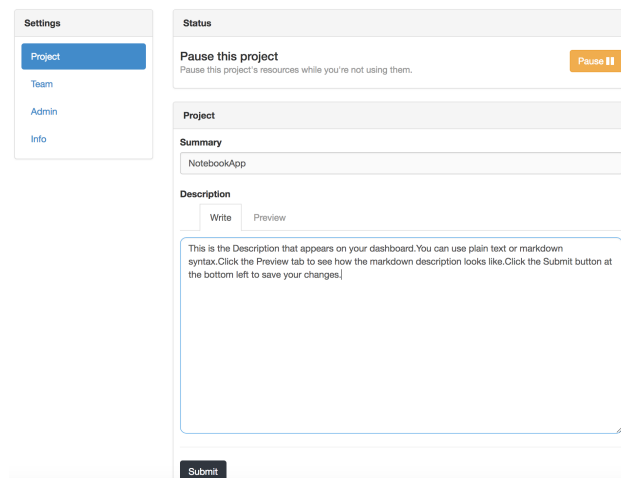 Settings
Project
Team
Admin
Info
Status
Pause this project
Pause this project's resources while you're not using them.
Pause
Project
Summary
NotebookApp
Description
Write Preview
This is the Description that appears on your dashboard.You can use plain text or markdown
syntax.Click the Preview tab to see how the markdown description looks like.Click the Submit button at
the bottom left to save your changes.
Submit